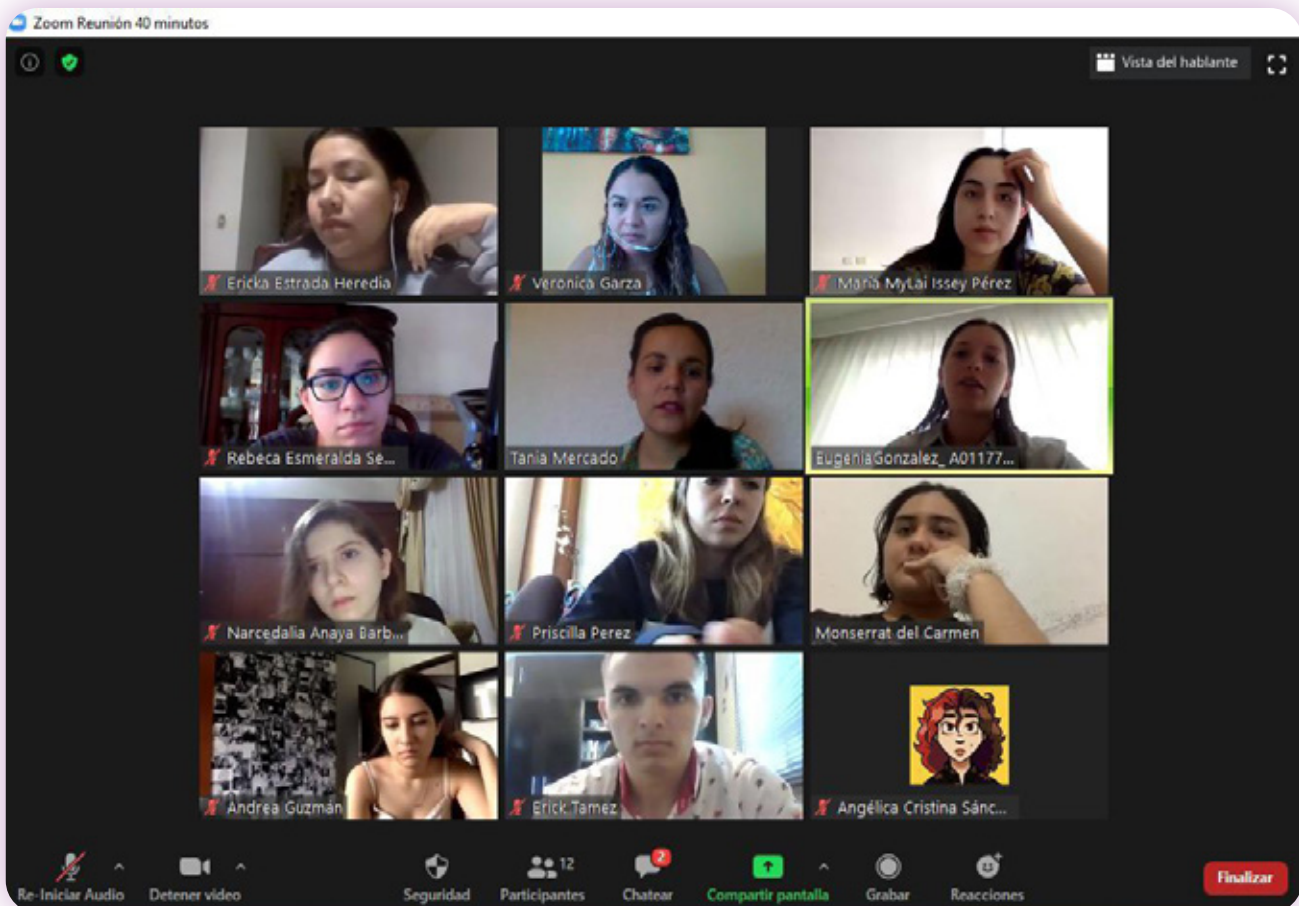 Zoom Reunión 40 minutos
Vista del hablante
Ericka Estrada Heredia
Veronica Garza
Maria MyLai Issey Pérez
Rebeca Esmeralda Se...
Tania Mercado
EugeniaGonzalez_ A01177...
Narcedalia Anaya Barb...
Priscilla Perez
Monserrat del Carmen
Andrea Guzmán
Erick Tamez
Angélica Cristina Sánc...
12
2
Re-Iniciar Audio
Detener video
Seguridad
Participantes
Chatear
Compartir pantalla
Grabar
Reacciones
Finalizar